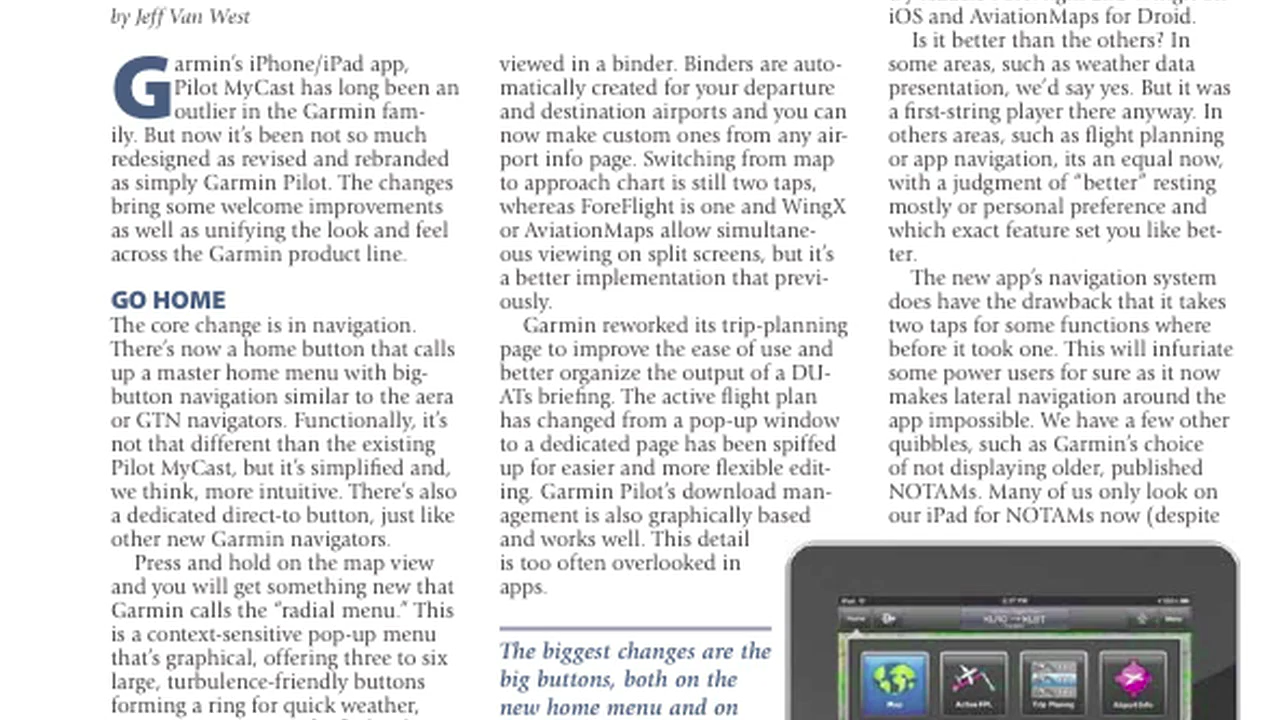 by Jeff Van West
Garmin's iPhone/iPad app,
Pilot MyCast has long been an
outlier in the Garmin fam-
ily. But now it's been not so much
redesigned as revised and rebranded
as simply Garmin Pilot. The changes
bring some welcome improvements
as well as unifying the look and feel
across the Garmin product line.
GO HOME
The core change is in navigation.
There's now a home button that calls
up a master home menu with big-
button navigation similar to the aera
or GTN navigators. Functionally, it's
not that different than the existing
Pilot MyCast, but it's simplified and,
we think, more intuitive. There's also
a dedicated direct-to button, just like
other new Garmin navigators.
Press and hold on the map view
and you will get something new that
Garmin calls the "radial menu." This
is a context-sensitive pop-up menu
that's graphical, offering three to six
large, turbulence-friendly buttons
forming a ring for quick weather,
viewed in a binder. Binders are auto-
matically created for your departure
and destination airports and you can
now make custom ones from any air-
port info page. Switching from map
to approach chart is still two taps,
whereas ForeFlight is one and WingX
or AviationMaps allow simultane-
ous viewing on split screens, but it's
a better implementation that previ-
ously.
Garmin reworked its trip-planning
page to improve the ease of use and
better organize the output of a DU-
ATs briefing. The active flight plan
has changed from a pop-up window
to a dedicated page has been spiffed
up for easier and more flexible edit-
ing. Garmin Pilot's download man-
agement is also graphically based
and works well. This detail
is too often overlooked in
apps.
The biggest changes are the
big buttons, both on the
new home menu and on
iOS and AviationMaps for Droid.
Is it better than the others? In
some areas, such as weather data
presentation, we'd say yes. But it was
a first-string player there anyway. In
others areas, such as flight planning
or app navigation, its an equal now,
with a judgment of "better" resting
mostly or personal preference and
which exact feature set you like bet-
ter.
The new app's navigation system
does have the drawback that it takes
two taps for some functions where
before it took one. This will infuriate
some power users for sure as it now
makes lateral navigation around the
app impossible. We have a few other
quibbles, such as Garmin's choice
of not displaying older, published
NOTAMs. Many of us only look on
our iPad for NOTAMs now (despite
Home
Menu
Map
Active FPL
Trip Planning
Airport Info